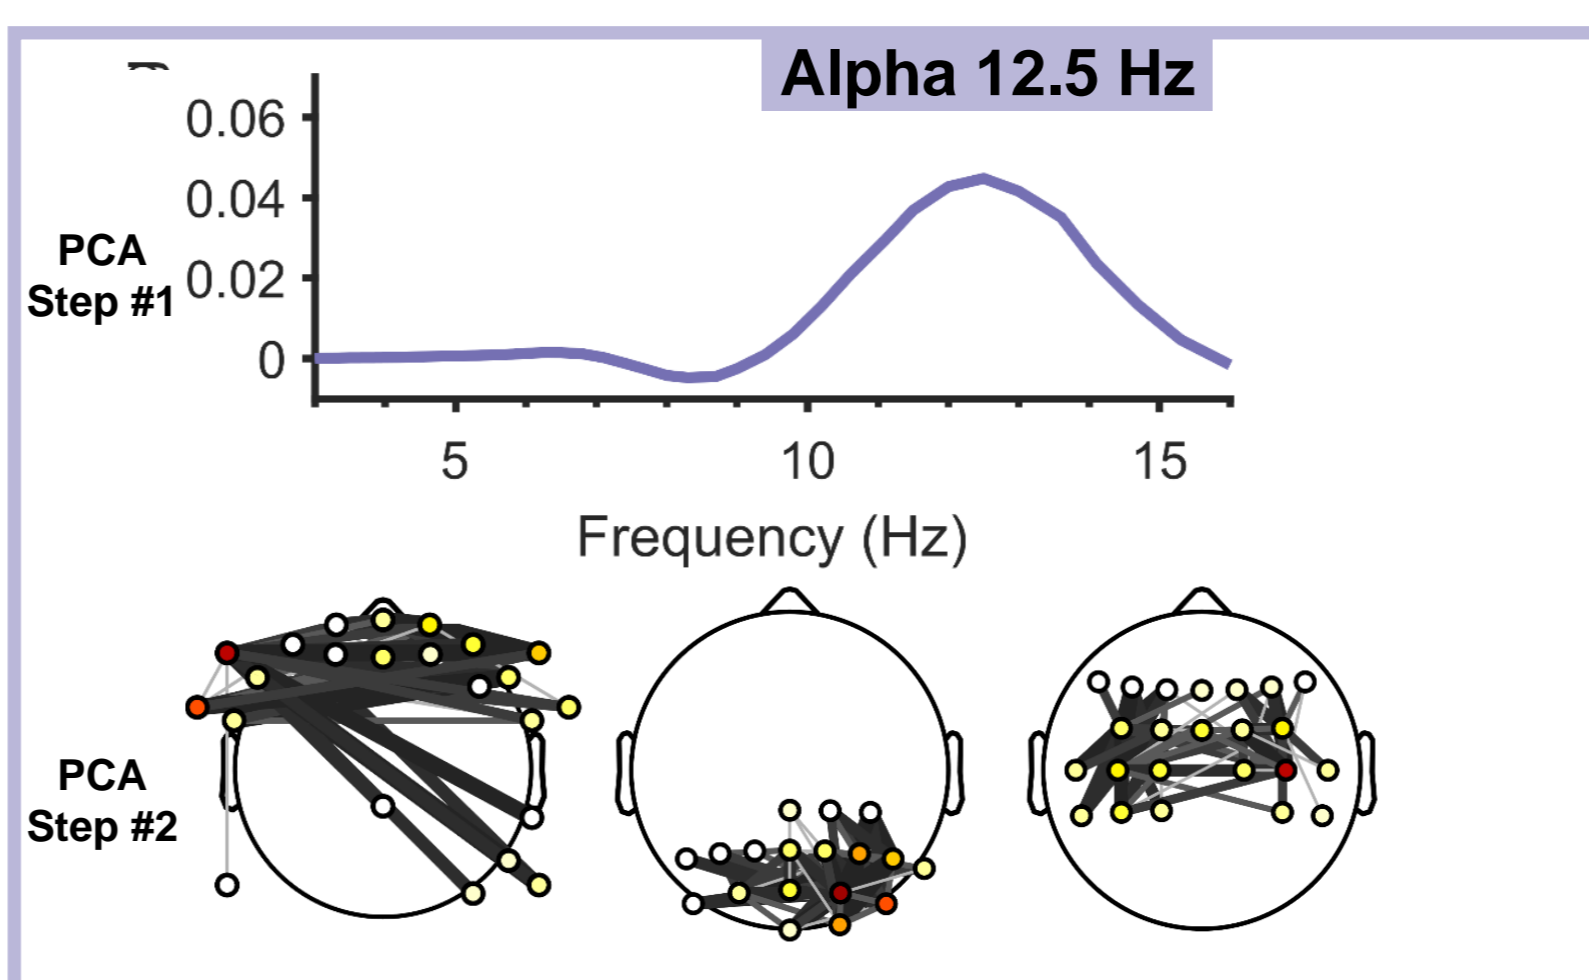 Alpha 12.5 Hz
0.06
0.04
0.02
0
PCA
Step #1
5 10 15
Frequency (Hz)
PCA
Step #2